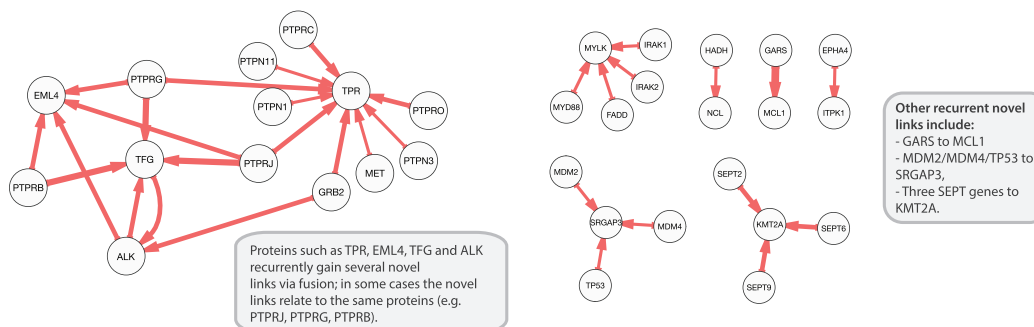 PTPRC
PTPN11
PTPRG
EML4
TPR
PTPN1
PTPRO
TFG
PTPRJ
PTPN3
MET
PTPRB
GRB2
ALK
Proteins such as TPR, EML4, TFG and ALK
recurrently gain several novel
links via fusion; in some cases the novel
links relate to the same proteins (e.g.
PTPRJ, PTPRG, PTPRB).
MYLK
IRAK1
IRAK2
MYD88
FADD
HADH
NCL
GARS
MCL1
EPHA4
ITPK1
MDM2
SRGAP3
MDM4
TP53
SEPT2
KMT2A
SEPT6
SEPT9
Other recurrent novel
links include:
- GARS to MCL1
- MDM2/MDM4/TP53 to
SRGAP3,
- Three SEPT genes to
KMT2A.